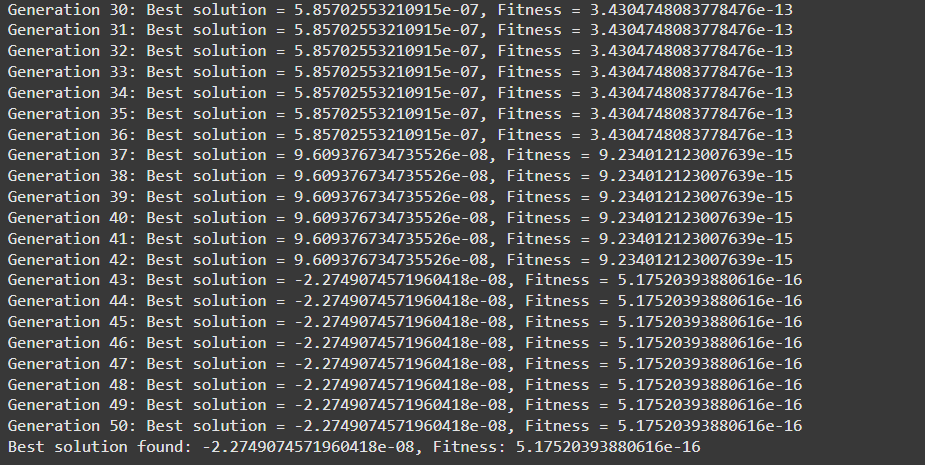 Generation 30: Best solution = 5.85702553210915e-07, Fitness = 3.4304748083778476e-13
Generation 31: Best solution = 5.85702553210915e-07, Fitness = 3.4304748083778476e-13
Generation 32: Best solution = 5.85702553210915e-07, Fitness = 3.4304748083778476e-13
Generation 33: Best solution = 5.85702553210915e-07, Fitness = 3.4304748083778476e-13
Generation 34: Best solution = 5.85702553210915e-07, Fitness = 3.4304748083778476e-13
Generation 35: Best solution = 5.85702553210915e-07, Fitness = 3.4304748083778476e-13
Generation 36: Best solution = 5.85702553210915e-07, Fitness = 3.4304748083778476e-13
Generation 37: Best solution = 9.609376734735526e-08, Fitness = 9.234012123007639e-15
Generation 38: Best solution = 9.609376734735526e-08, Fitness = 9.234012123007639e-15
Generation 39: Best solution = 9.609376734735526e-08, Fitness = 9.234012123007639e-15
Generation 40: Best solution = 9.609376734735526e-08, Fitness = 9.234012123007639e-15
Generation 41: Best solution = 9.609376734735526e-08, Fitness = 9.234012123007639e-15
Generation 42: Best solution = 9.609376734735526e-08, Fitness = 9.234012123007639e-15
Generation 43: Best solution = -2.2749074571960418e-08, Fitness = 5.17520393880616e-16
Generation 44: Best solution = -2.2749074571960418e-08, Fitness = 5.17520393880616e-16
Generation 45: Best solution = -2.2749074571960418e-08, Fitness = 5.17520393880616e-16
Generation 46: Best solution = -2.2749074571960418e-08, Fitness = 5.17520393880616e-16
Generation 47: Best solution = -2.2749074571960418e-08, Fitness = 5.17520393880616e-16
Generation 48: Best solution = -2.2749074571960418e-08, Fitness = 5.17520393880616e-16
Generation 49: Best solution = -2.2749074571960418e-08, Fitness = 5.17520393880616e-16
Generation 50: Best solution = -2.2749074571960418e-08, Fitness = 5.17520393880616e-16
Best solution found: -2.2749074571960418e-08, Fitness: 5.17520393880616e-16